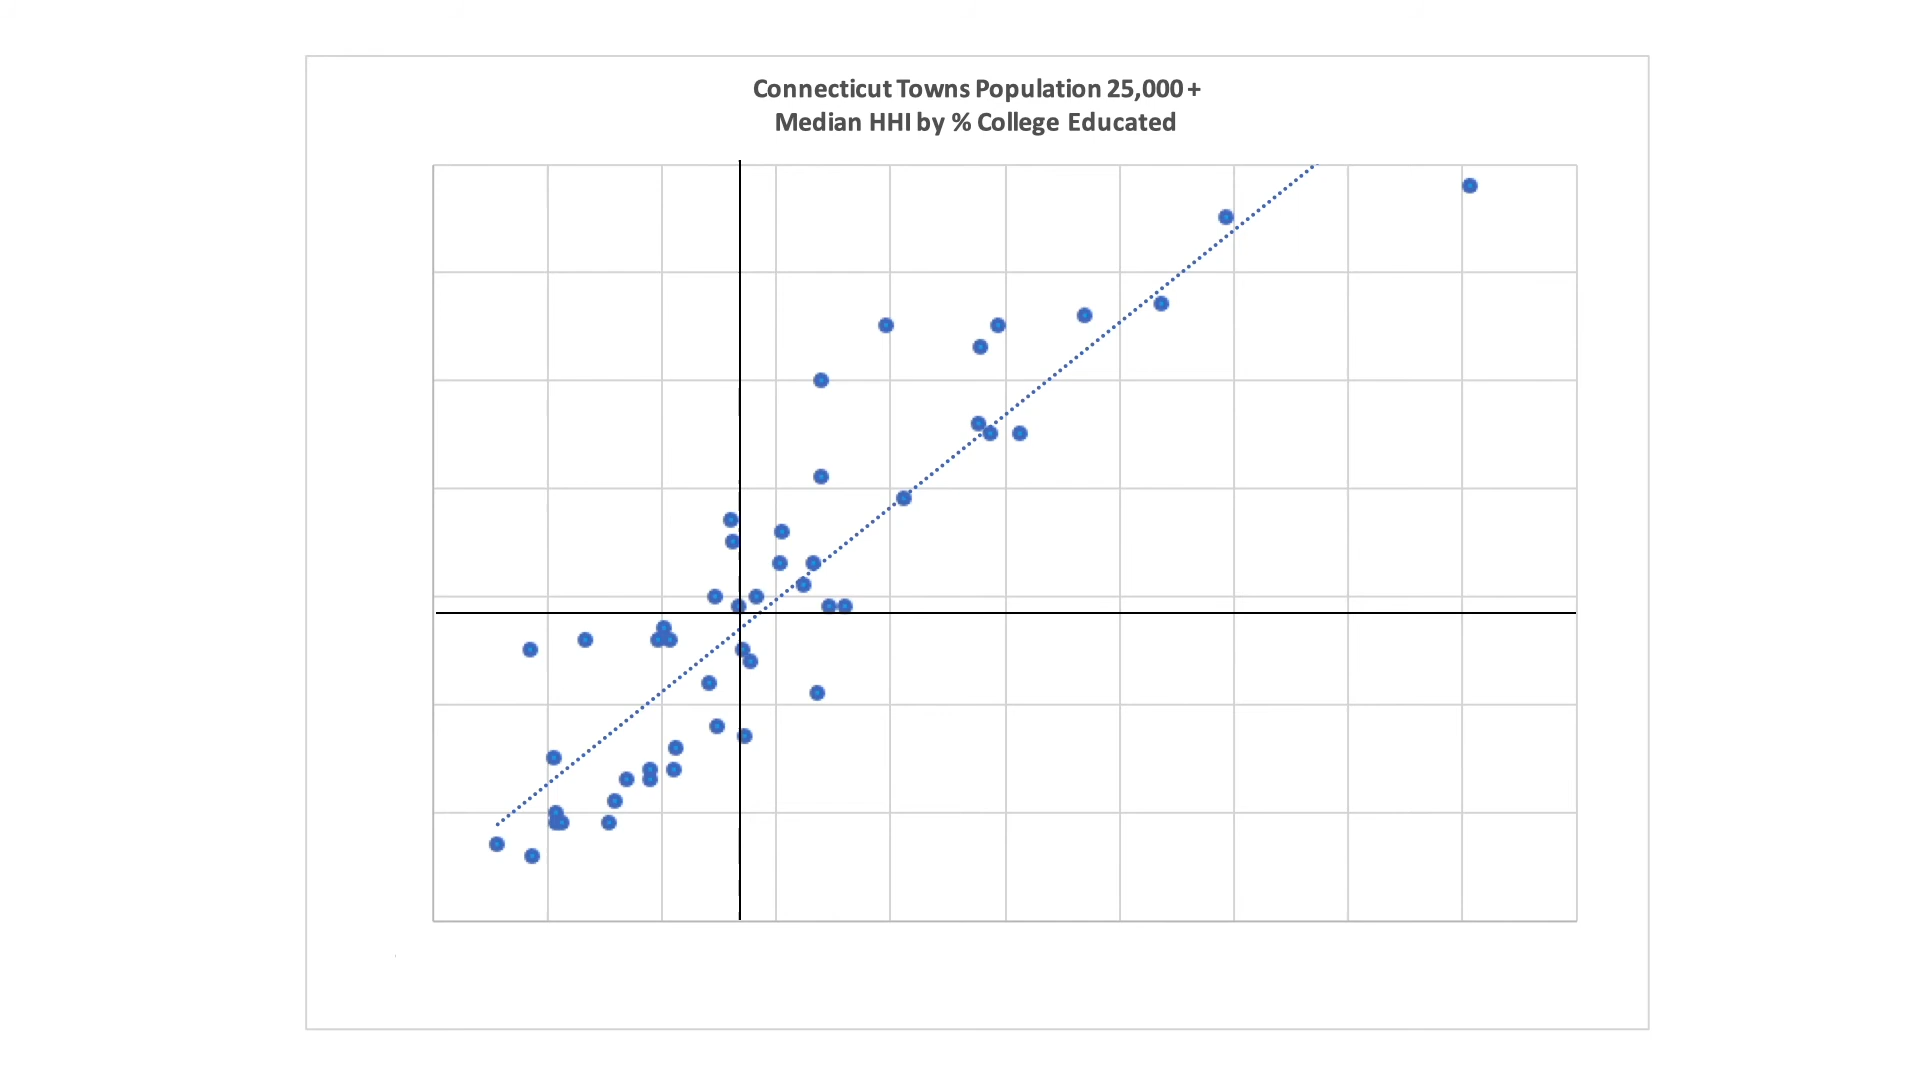 Connecticut Towns Population 25,000 +
Median HHI by % College Educated